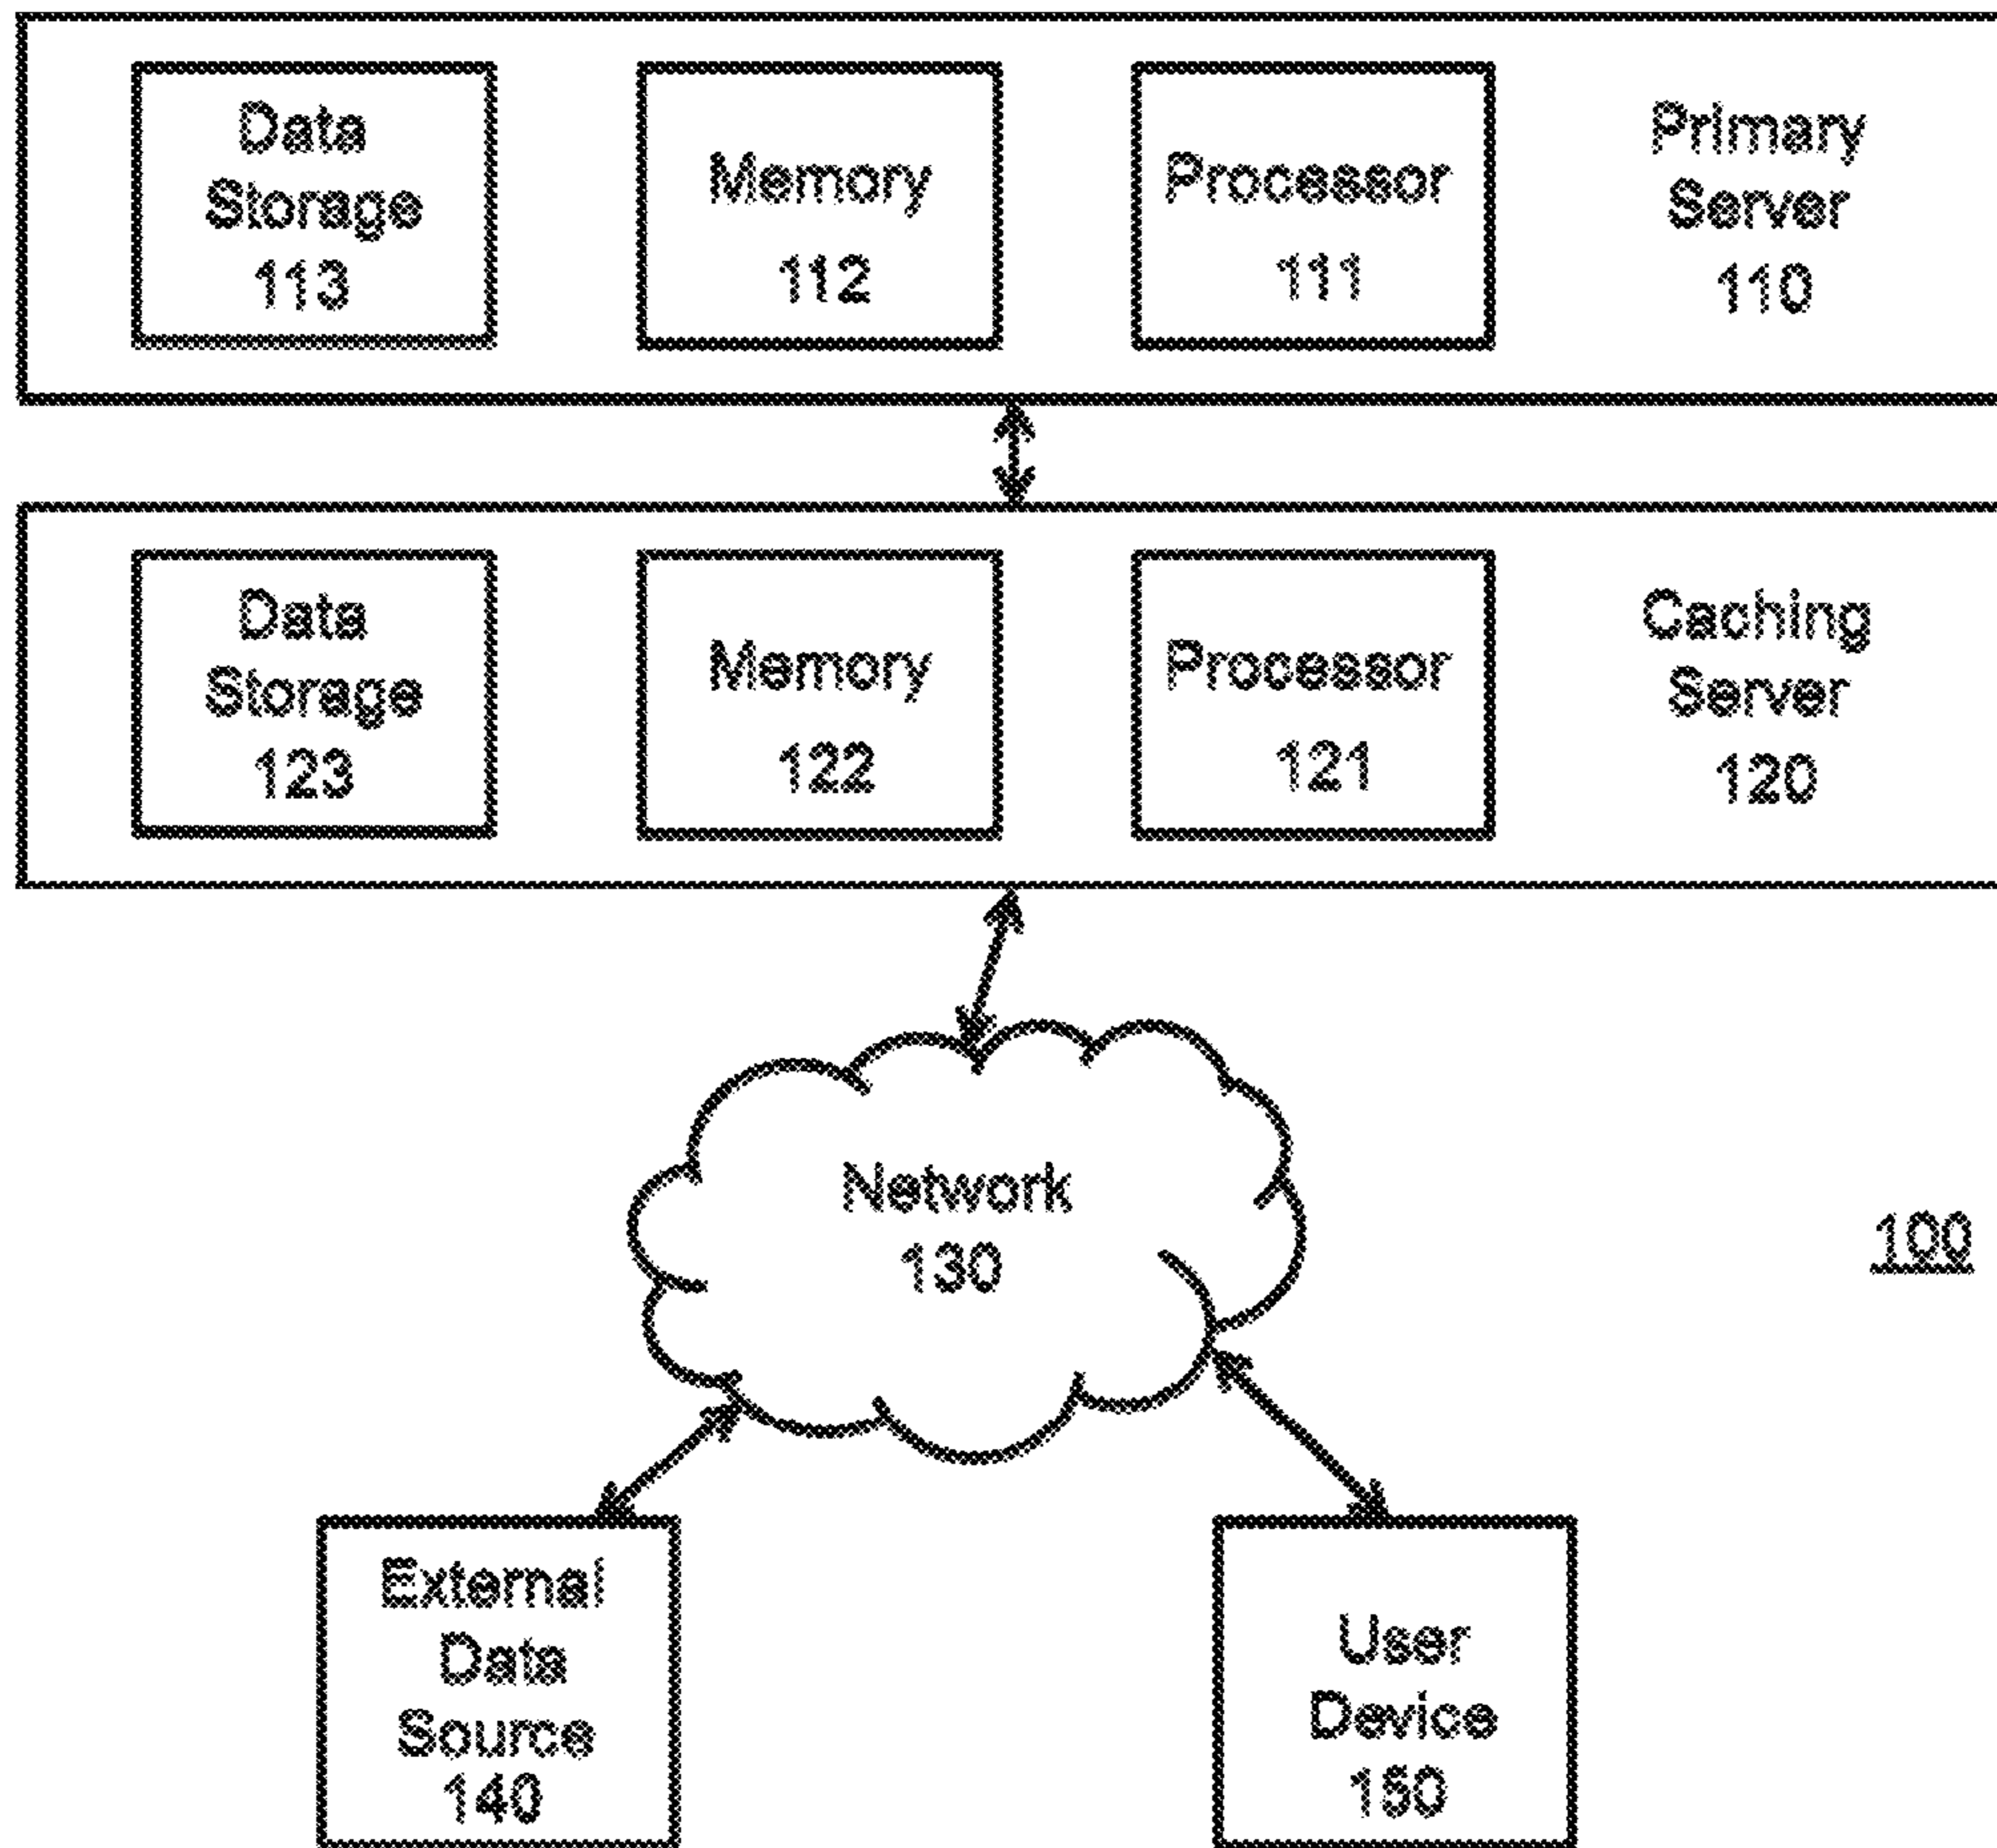 Data
Storage
113
Memory
112
Processor
111
Primary
Server
110
Data
Storage
123
Memory
122
Processor
121
Caching
Server
120
Network
130
100
External
Data
Source
140
User
Device
150